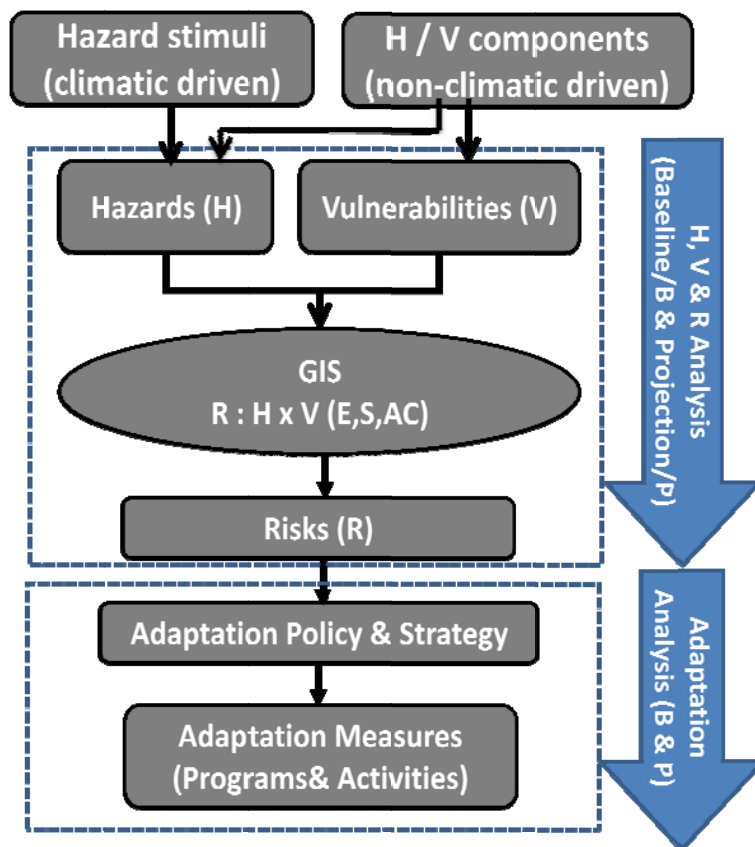 Hazard stimuli
(climatic driven)
H / V components
(non-climatic driven)
Hazards (H)
Vulnerabilities (V)
GIS
R : H x V (E,S,AC)
Risks (R)
H, V & R Analysis
(Baseline/B & Projection/P)
Adaptation Policy & Strategy
Adaptation Measures
(Programs& Activities)
Adaptation
Analysis (B & P)